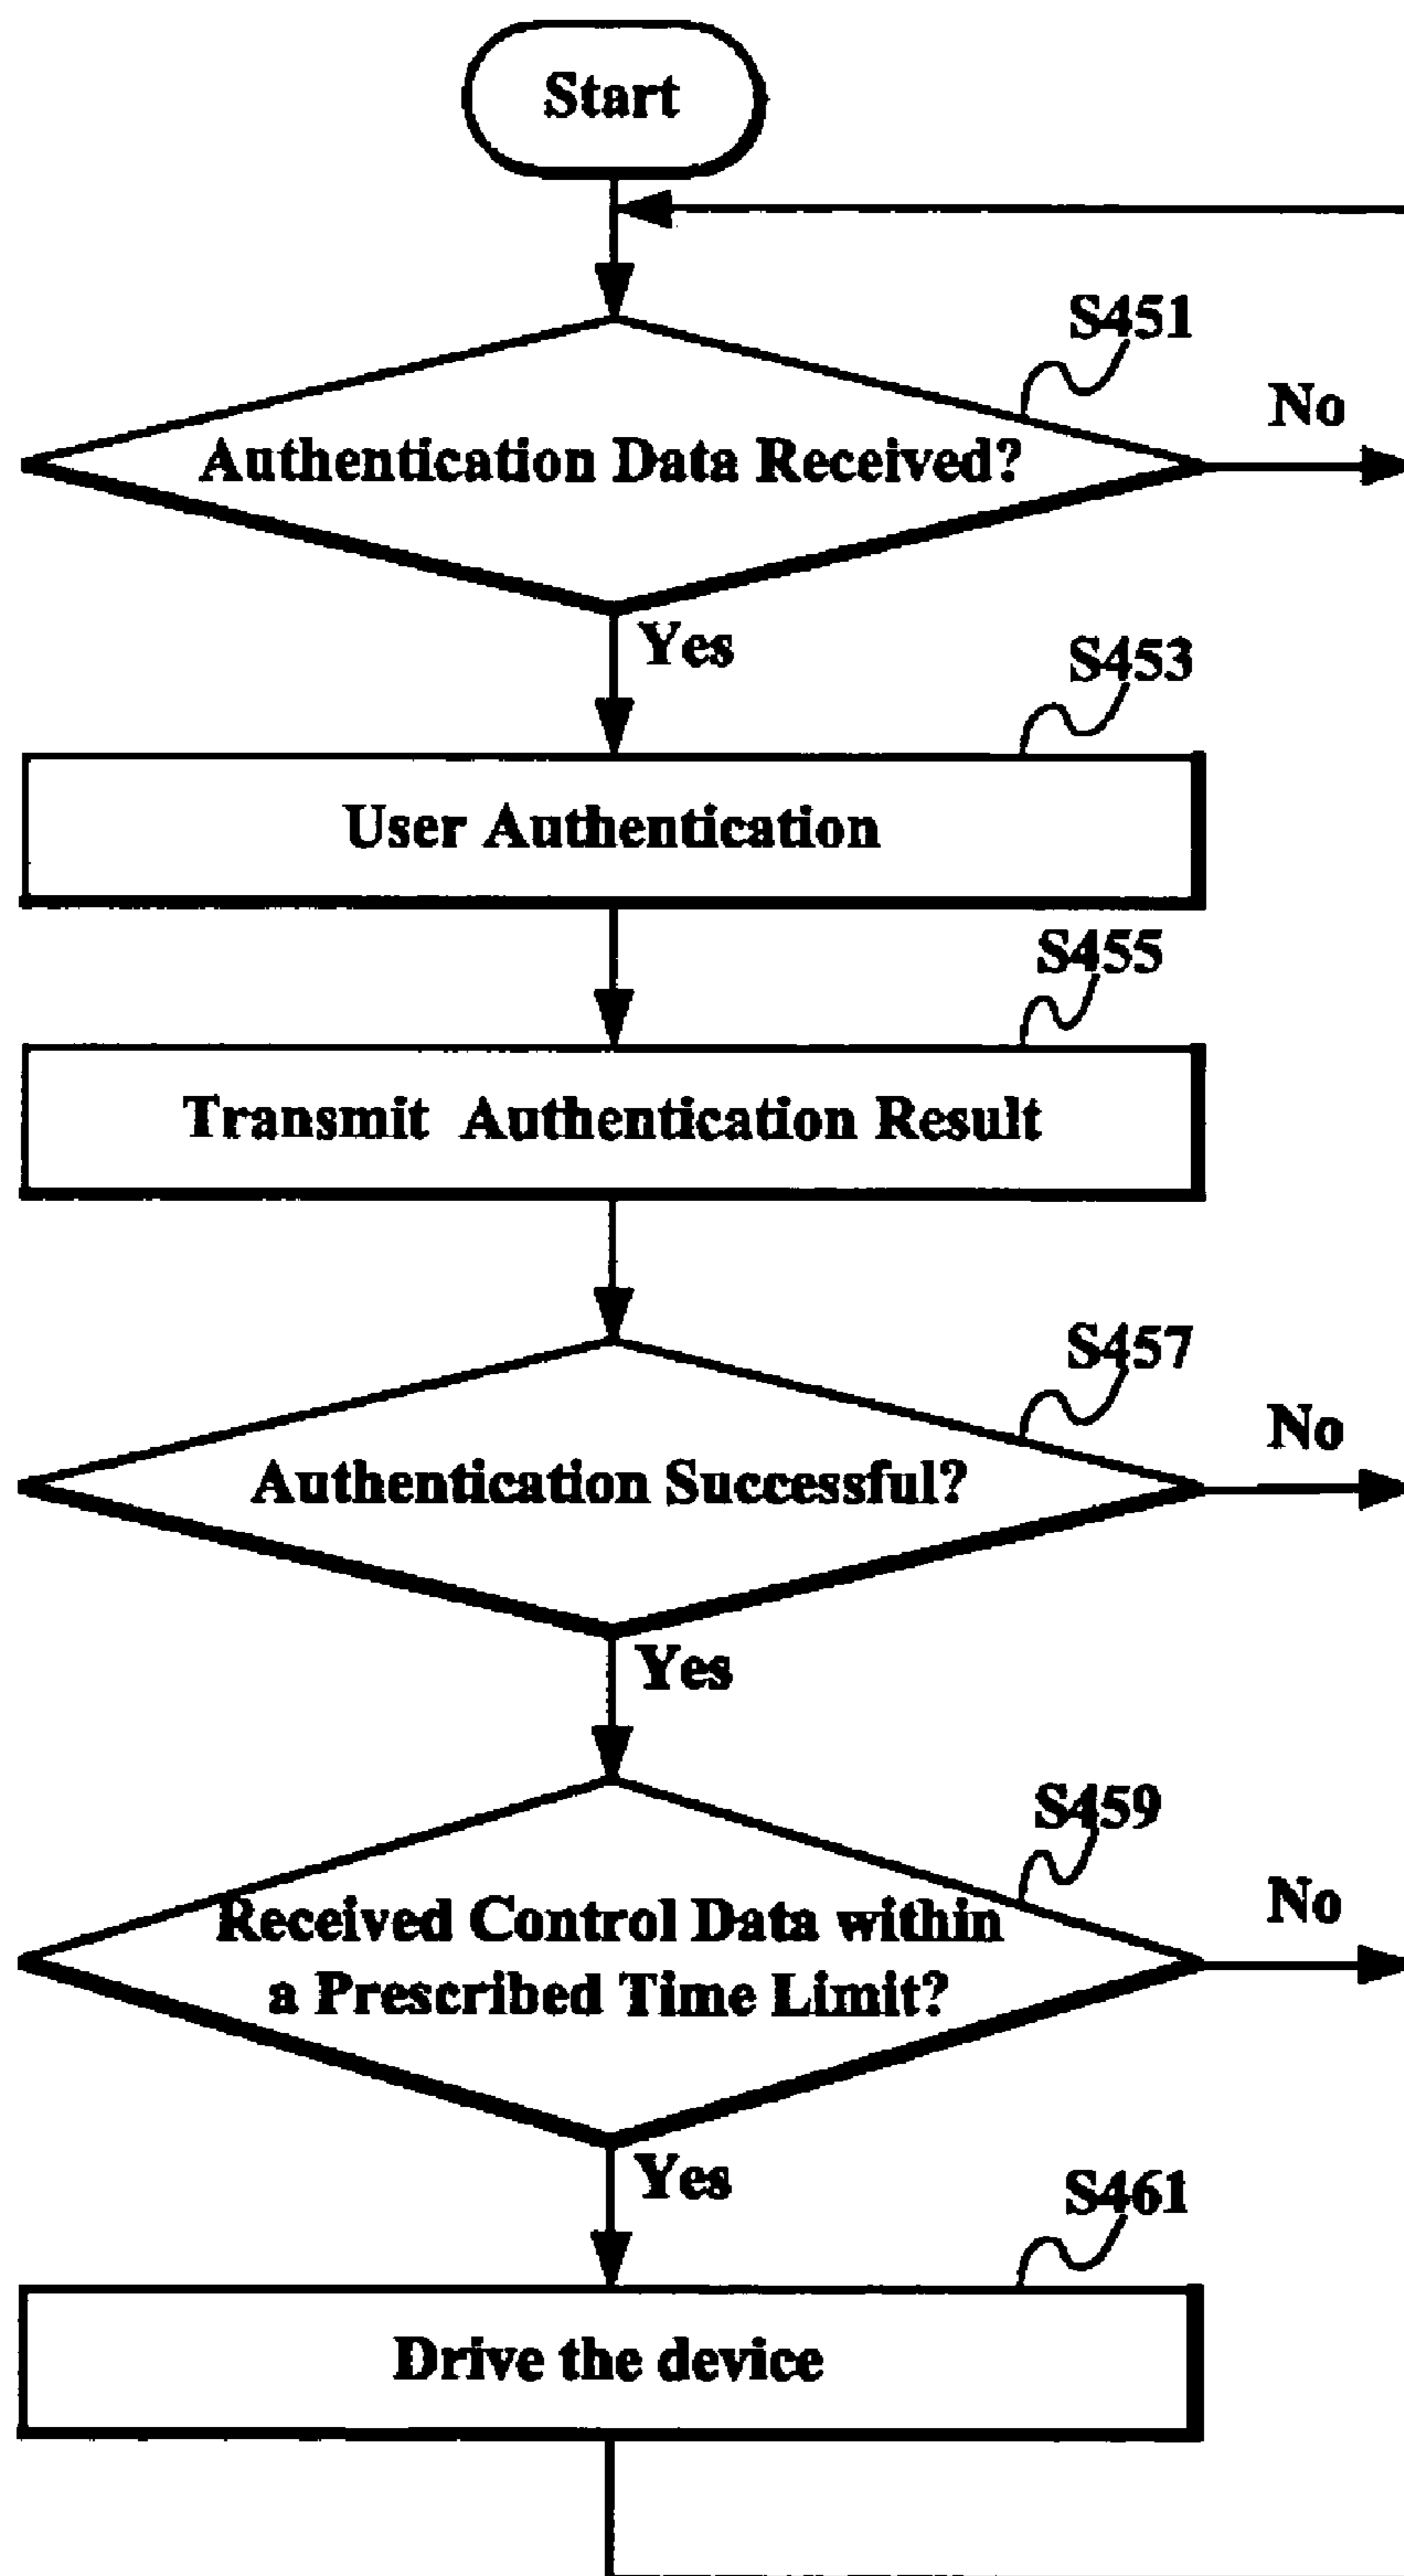 Start
S451
No
Authentication Data Received?
Yes
S453
User Authentication
S455
Transmit Authentication Result
S457
No
Authentication Successful?
Yes
S459
No
Received Control Data within
a Prescribed Time Limit?
Yes
S461
Drive the device